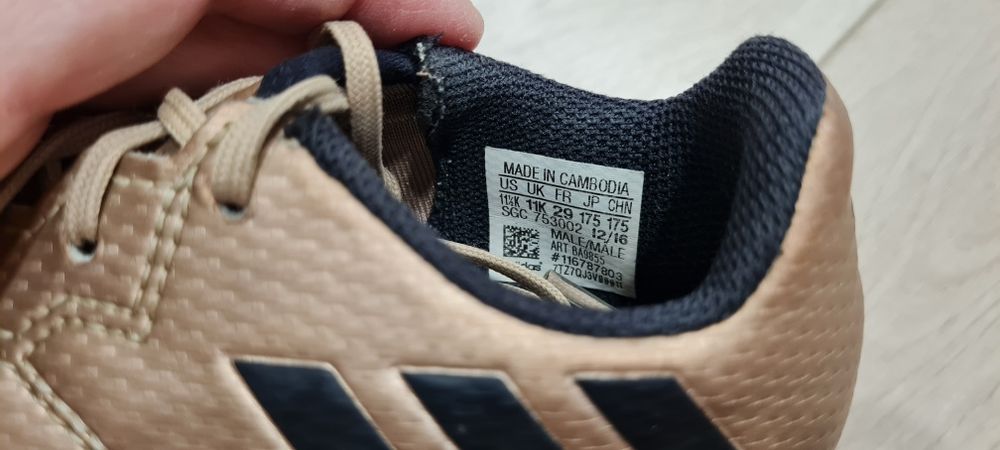 MADE IN CAMBODIA
US UK FR JP CHN
11½K 11K 29 175 175
SGC 753002 12/16
MALE/MALE
ART BA9855
#116787803